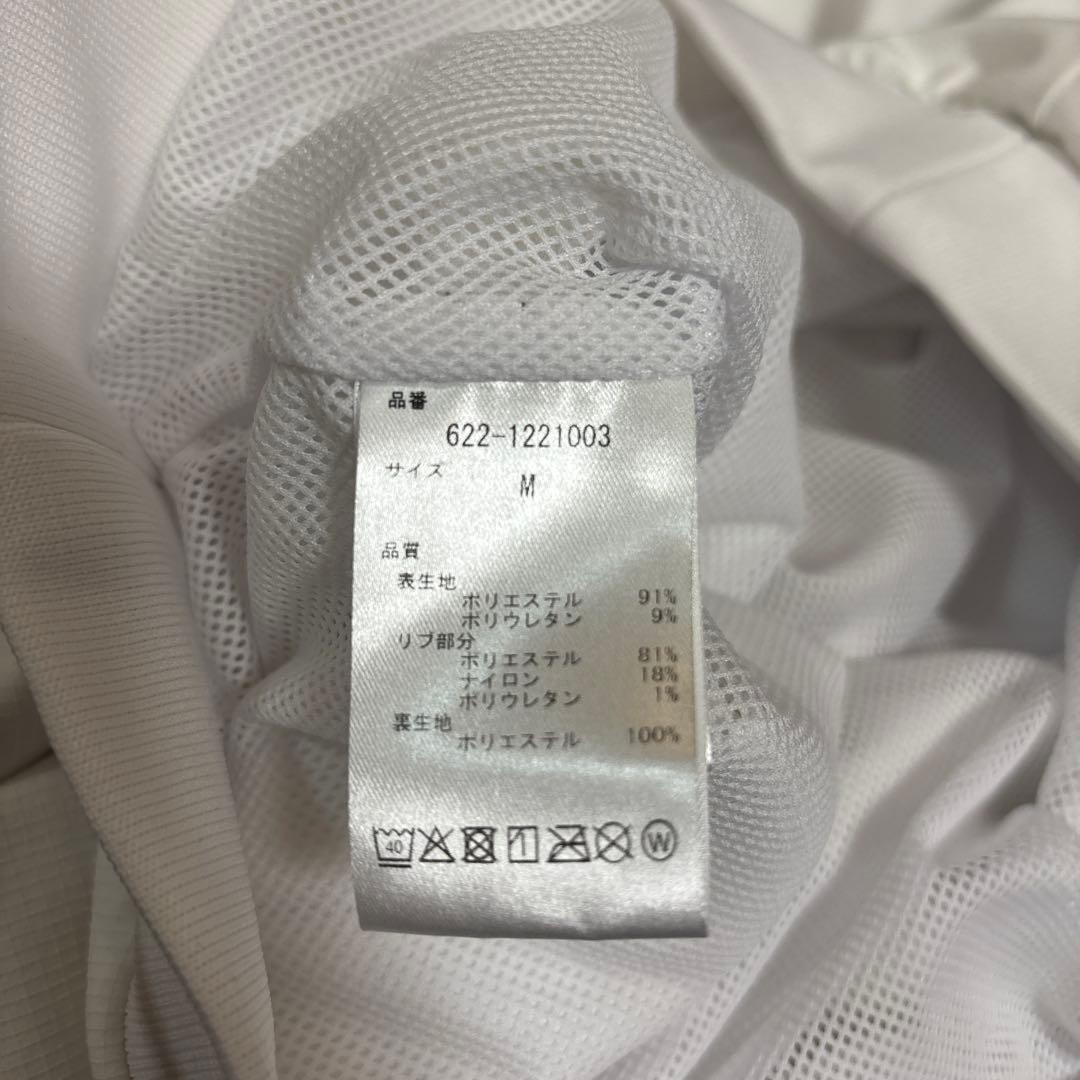 品番
622-1221003
サイズ
M
品質
表生地
ポリエステル 91%
ポリウレタン 9%
リブ部分
ポリエステル 81%
ナイロン 18%
ポリウレタン 1%
裏生地
ポリエステル 100%
40 W